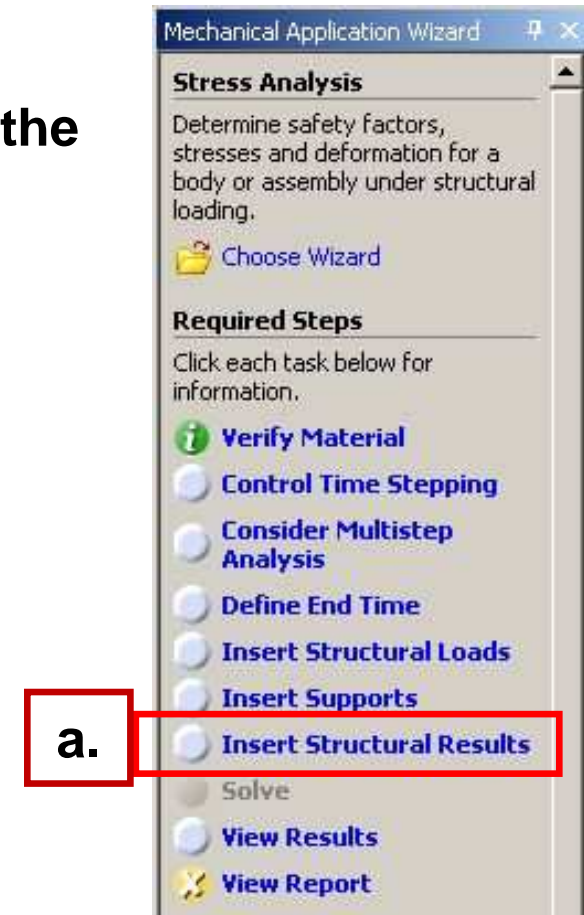 the
Mechanical Application Wizard
Stress Analysis
Determine safety factors,
stresses and deformation for a
body or assembly under structural
loading.
Choose Wizard
Required Steps
Click each task below for
information.
Verify Material
Control Time Stepping
Consider Multistep
Analysis
Define End Time
Insert Structural Loads
Insert Supports
a.
Insert Structural Results
Solve
View Results
View Report